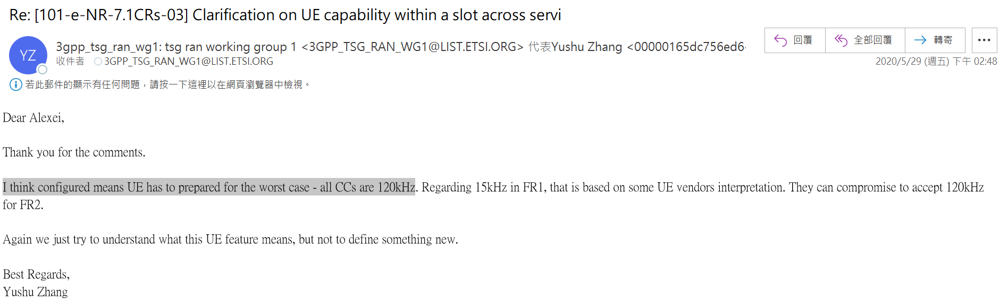 Re: [101-e-NR-7.1CRs-03] Clarification on UE capability within a slot across servi
YZ
3gpp_tsg_ran_wg1: tsg ran working group 1 <3GPP_TSG_RAN_WG1@LIST.ETSI.ORG> 代表Yushu Zhang <00000165dc756ed6-
收件者 3GPP_TSG_RAN_WG1@LIST.ETSI.ORG
回覆
全部回覆
轉寄
2020/5/29 (週五) 下午 02:48
若此郵件的顯示有任何問題，請按一下這裡以在網頁瀏覽器中檢視。
Dear Alexei,
Thank you for the comments.
I think configured means UE has to prepared for the worst case - all CCs are 120kHz. Regarding 15kHz in FR1, that is based on some UE vendors interpretation. They can compromise to accept 120kHz
for FR2.
Again we just try to understand what this UE feature means, but not to define something new.
Best Regards,
Yushu Zhang